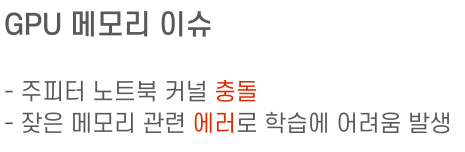 GPU 메모리 이슈
- 주피터 노트북 커널 충돌
- 잦은 메모리 관련 에러로 학습에 어려움 발생